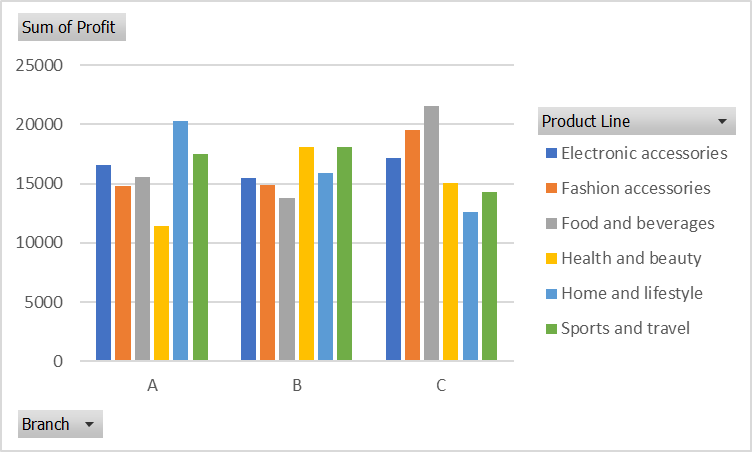 Sum of Profit
25000
20000
15000
10000
5000
0
A B C
Product Line
Electronic accessories
Fashion accessories
Food and beverages
Health and beauty
Home and lifestyle
Sports and travel
Branch